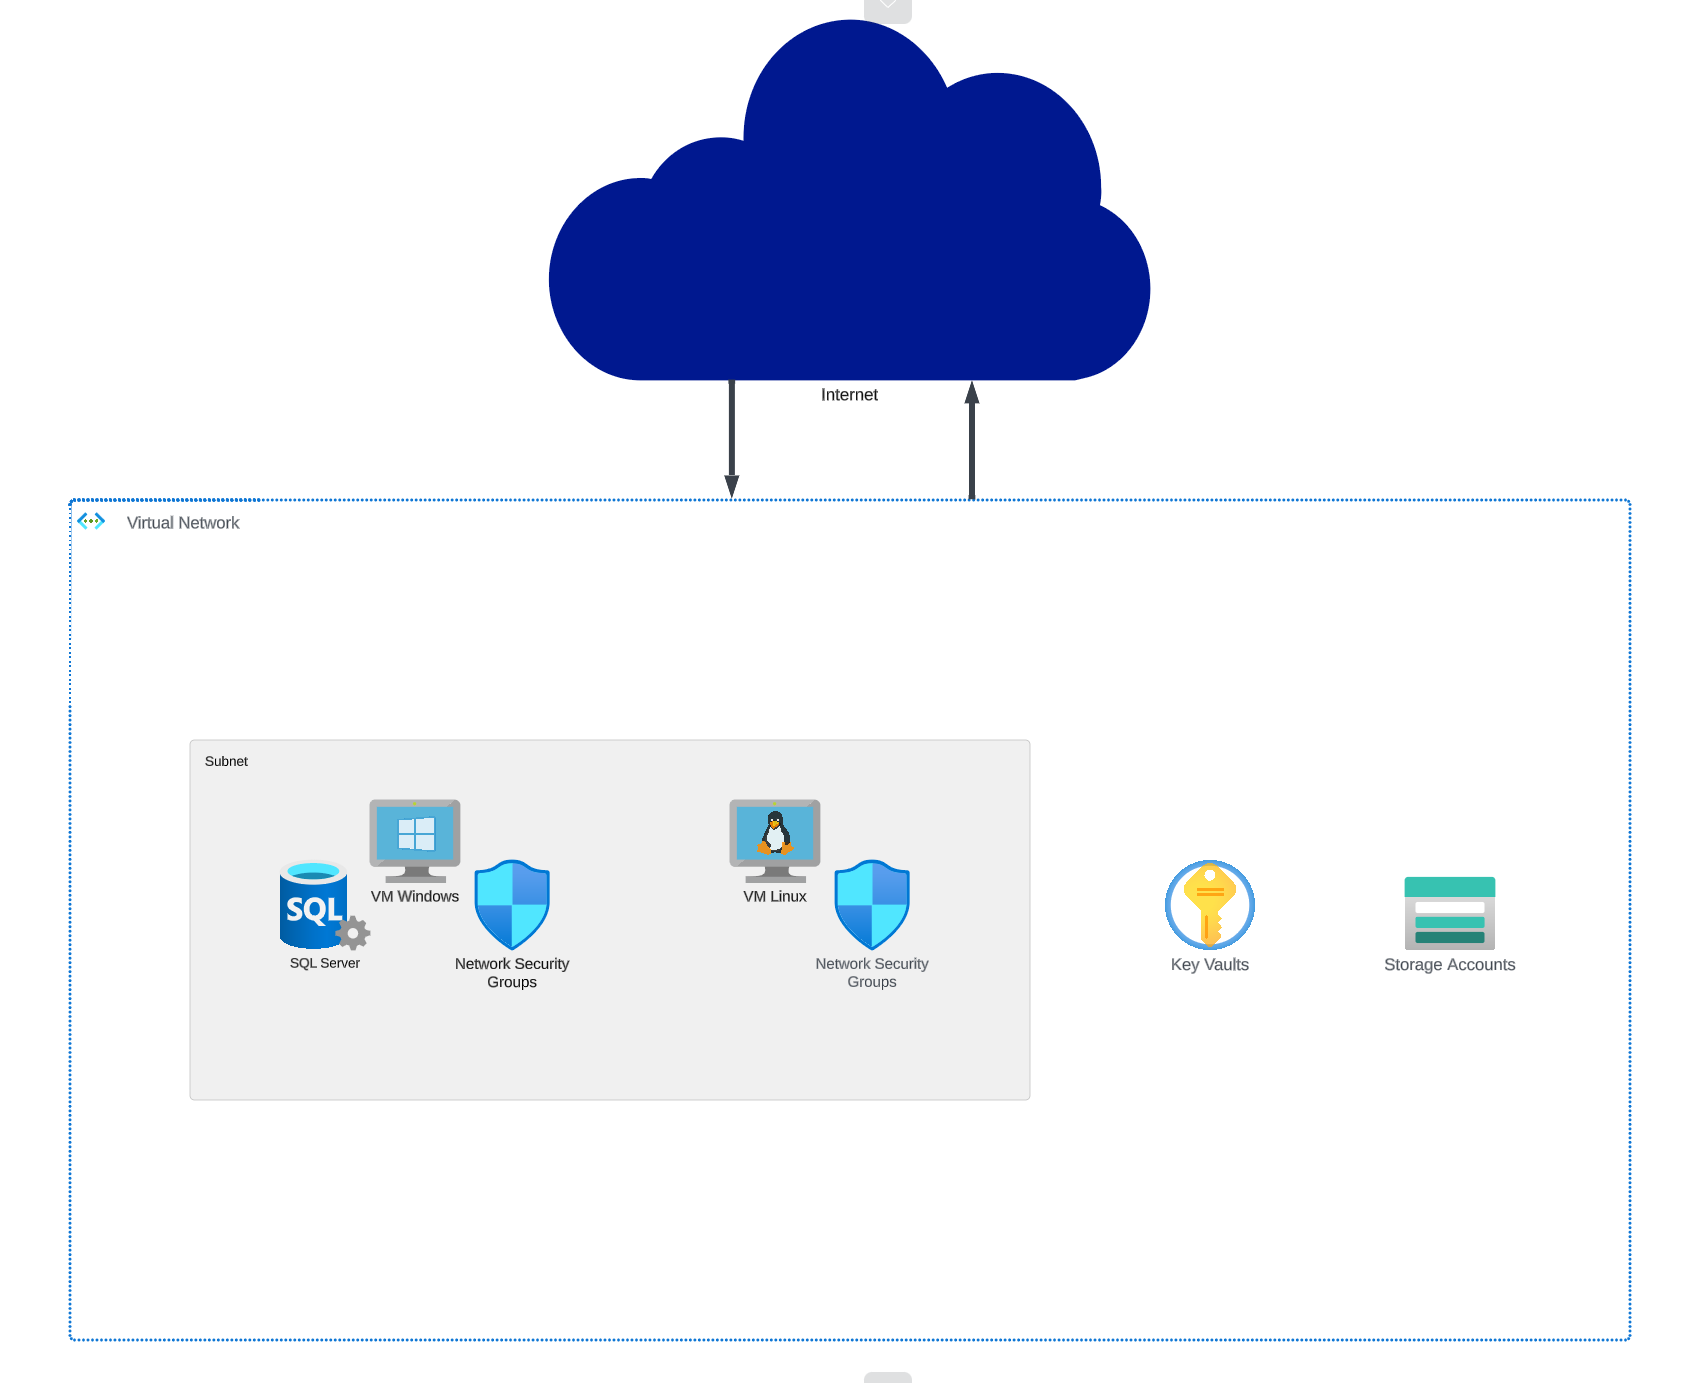 Internet
Virtual Network
Subnet
VM Windows
VM Linux
SQL
SQL Server
Network Security
Groups
Network Security
Groups
Key Vaults
Storage Accounts